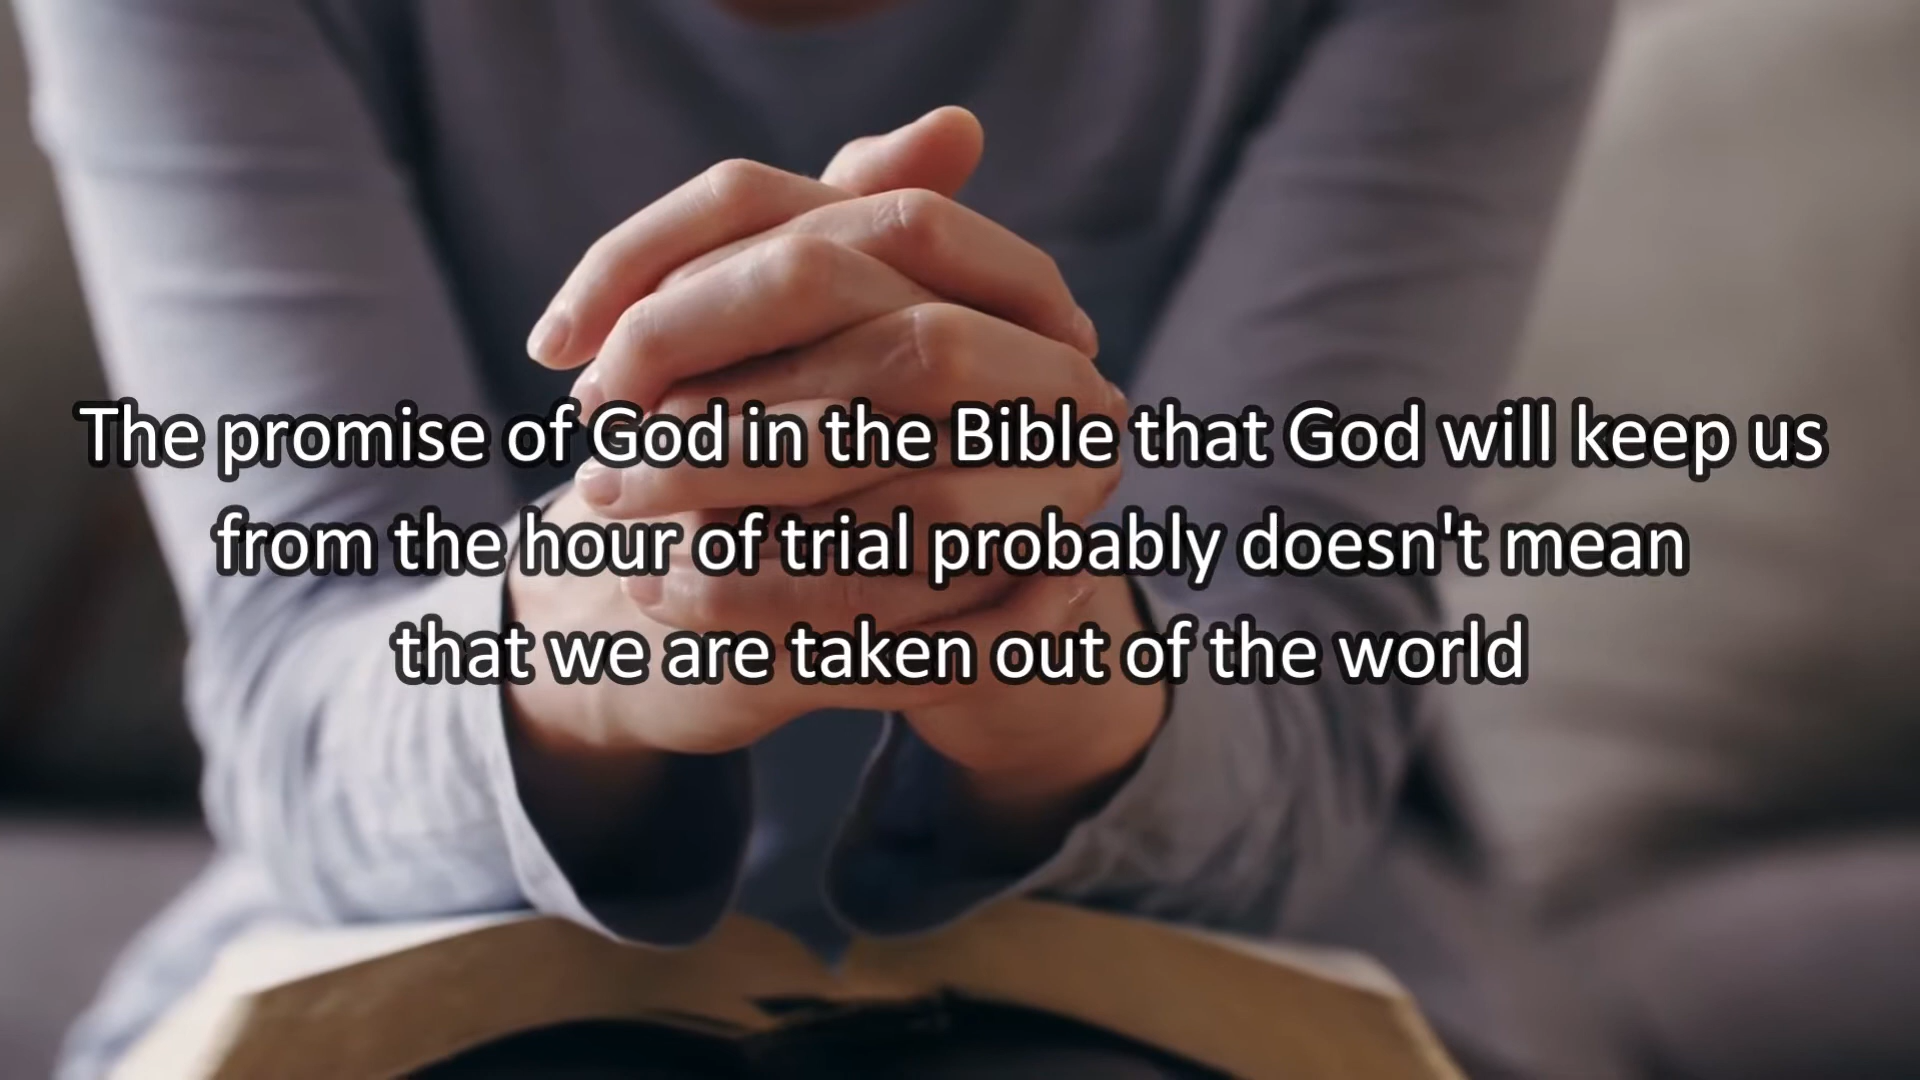 The promise of God in the Bible that God will keep us
from the hour of trial probably doesn't mean
that we are taken out of the world